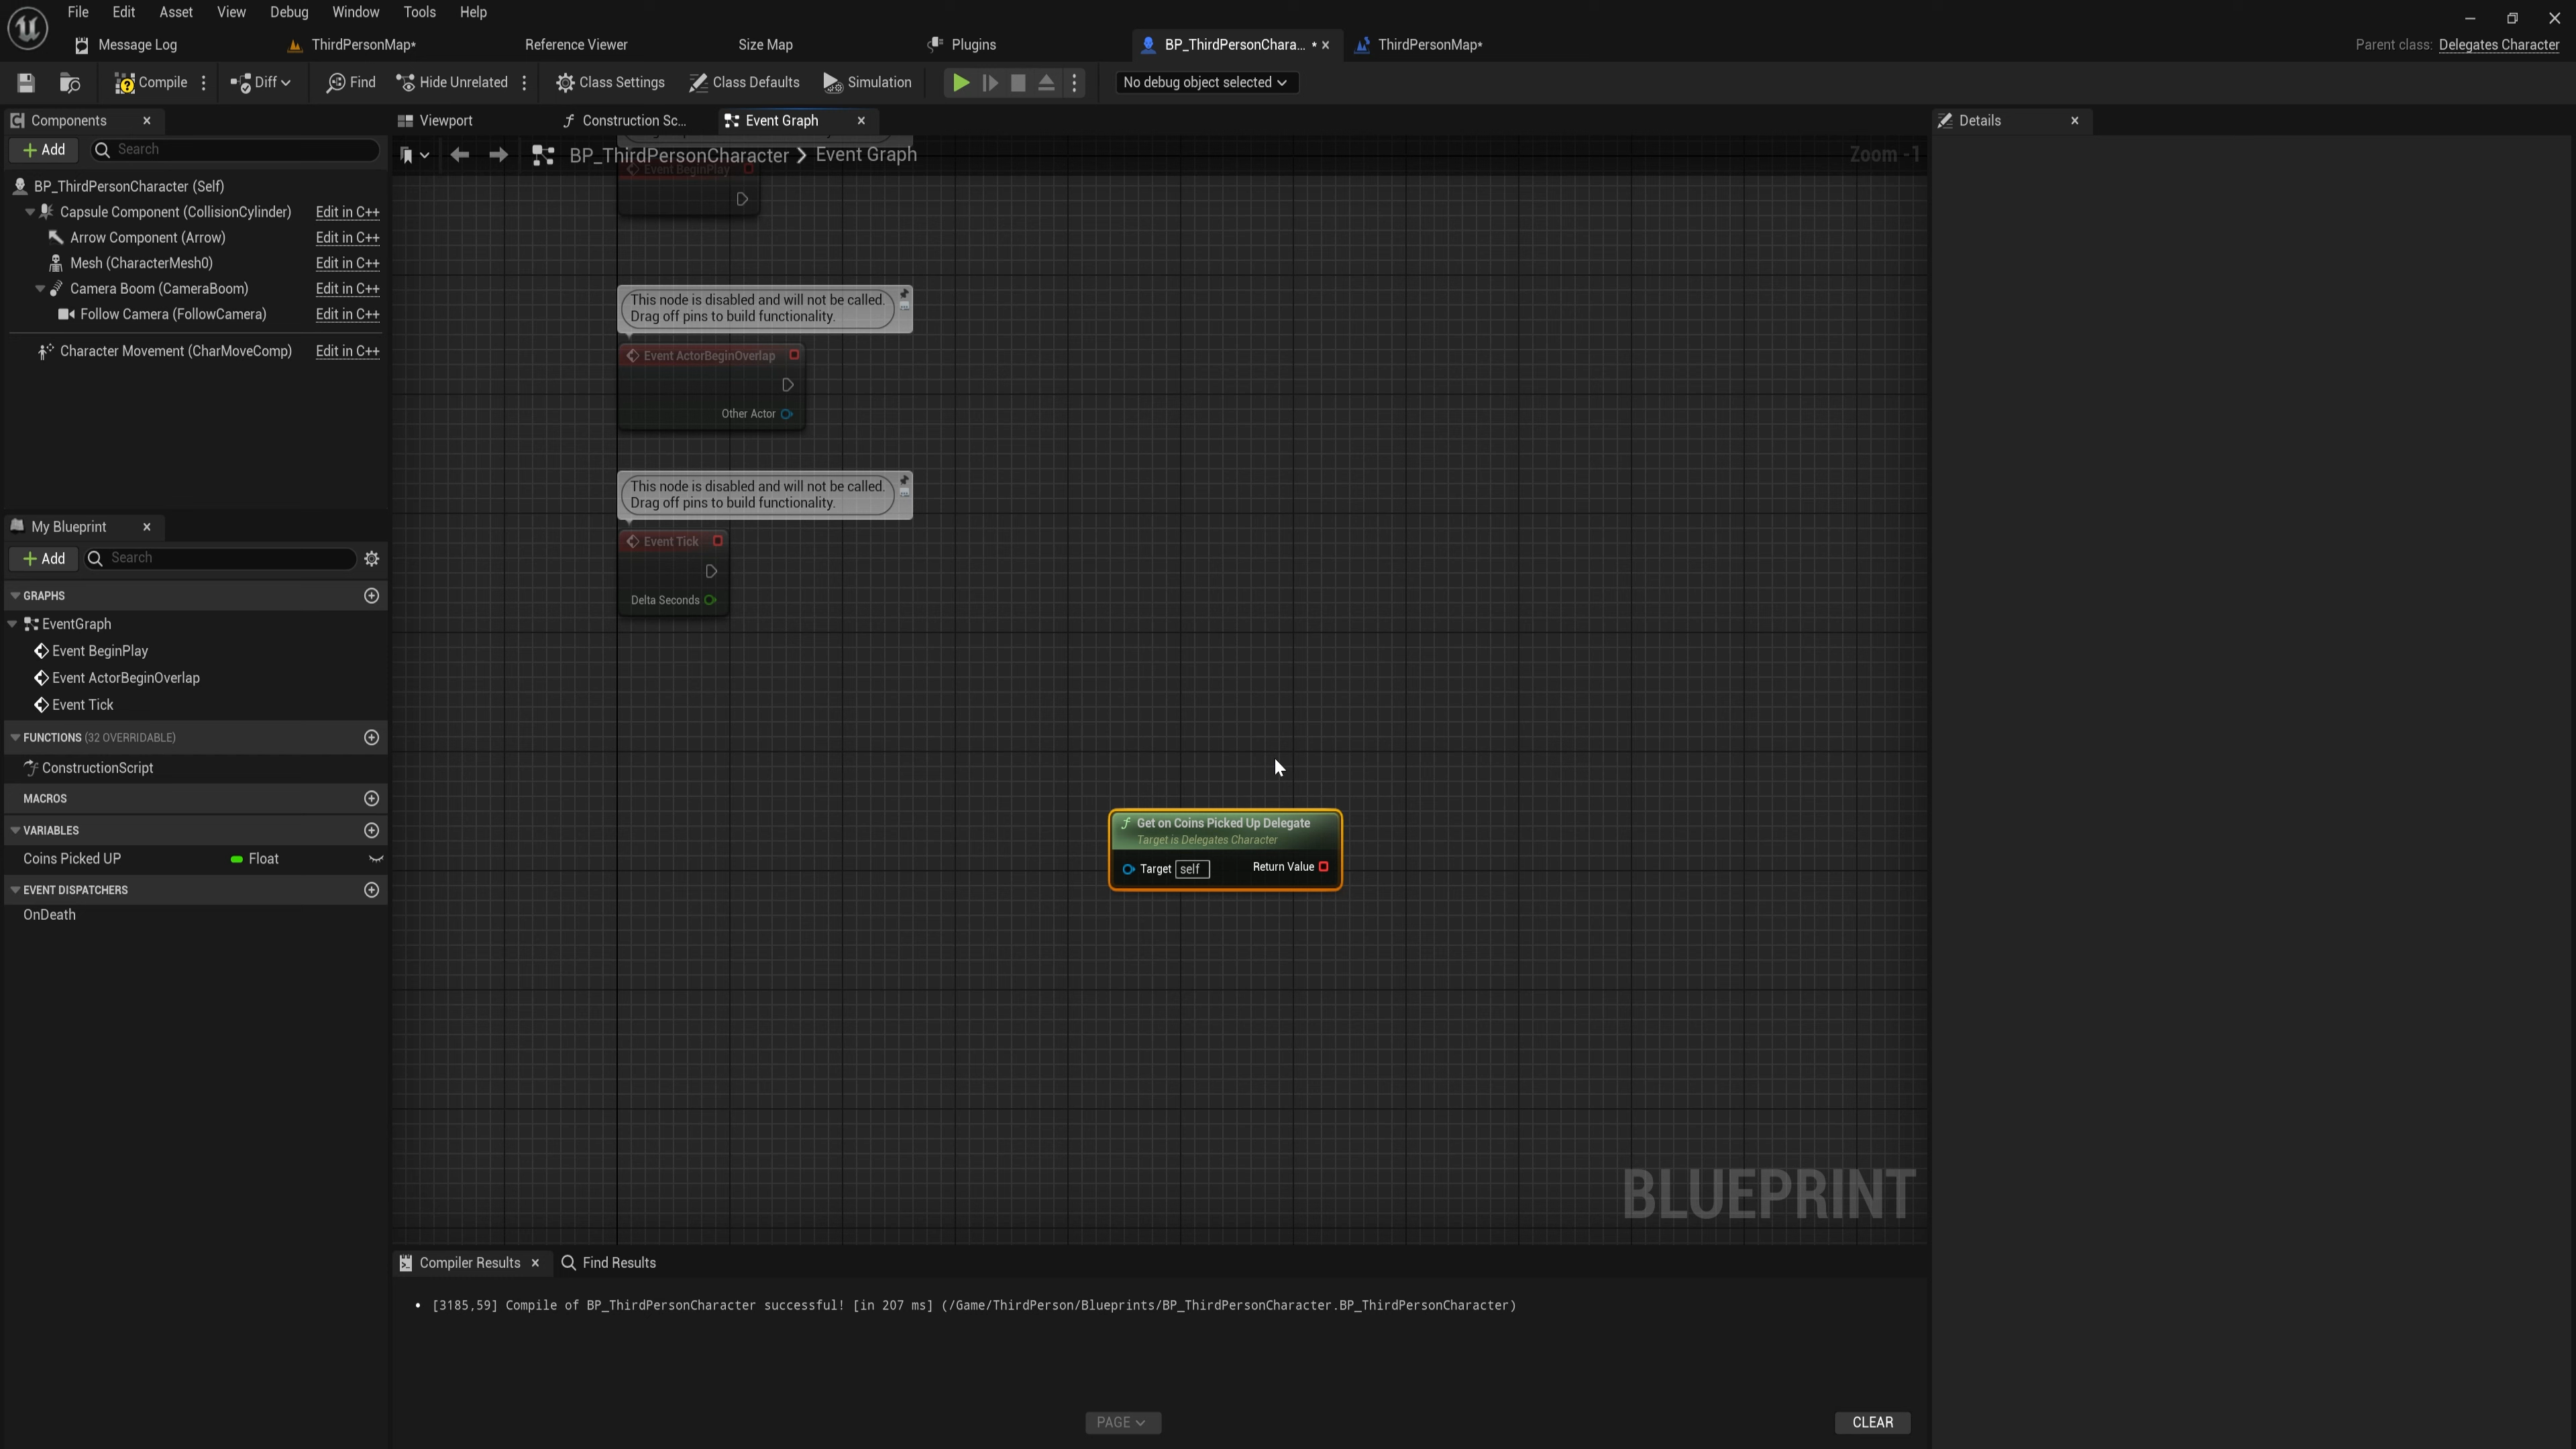 File Edit Asset View Debug Window Tools Help
Message Log ThirdPersonMap* Reference Viewer Size Map Plugins BP_ThirdPersonChara... * ThirdPersonMap* Parent class: Delegates Character
Compile Diff Find Hide Unrelated Class Settings Class Defaults Simulation No debug object selected
Components
Add Search
BP_ThirdPersonCharacter (Self)
Capsule Component (CollisionCylinder) Edit in C++
Arrow Component (Arrow) Edit in C++
Mesh (CharacterMesh0) Edit in C++
Camera Boom (CameraBoom) Edit in C++
Follow Camera (FollowCamera) Edit in C++
Character Movement (CharMoveComp) Edit in C++
My Blueprint
Add Search
GRAPHS
EventGraph
Event BeginPlay
Event ActorBeginOverlap
Event Tick
FUNCTIONS (32 OVERRIDABLE)
ConstructionScript
MACROS
VARIABLES
Coins Picked UP Float
EVENT DISPATCHERS
OnDeath
Viewport Construction Sc... Event Graph
BP_ThirdPersonCharacter > Event Graph Zoom -1
Event BeginPlay
This node is disabled and will not be called.
Drag off pins to build functionality.
Event ActorBeginOverlap
Other Actor
This node is disabled and will not be called.
Drag off pins to build functionality.
Event Tick
Delta Seconds
Get on Coins Picked Up Delegate
Target is Delegates Character
Target self Return Value
BLUEPRINT
Compiler Results Find Results
[3185,59] Compile of BP_ThirdPersonCharacter successful! [in 207 ms] (/Game/ThirdPerson/Blueprints/BP_ThirdPersonCharacter.BP_ThirdPersonCharacter)
PAGE CLEAR
Details